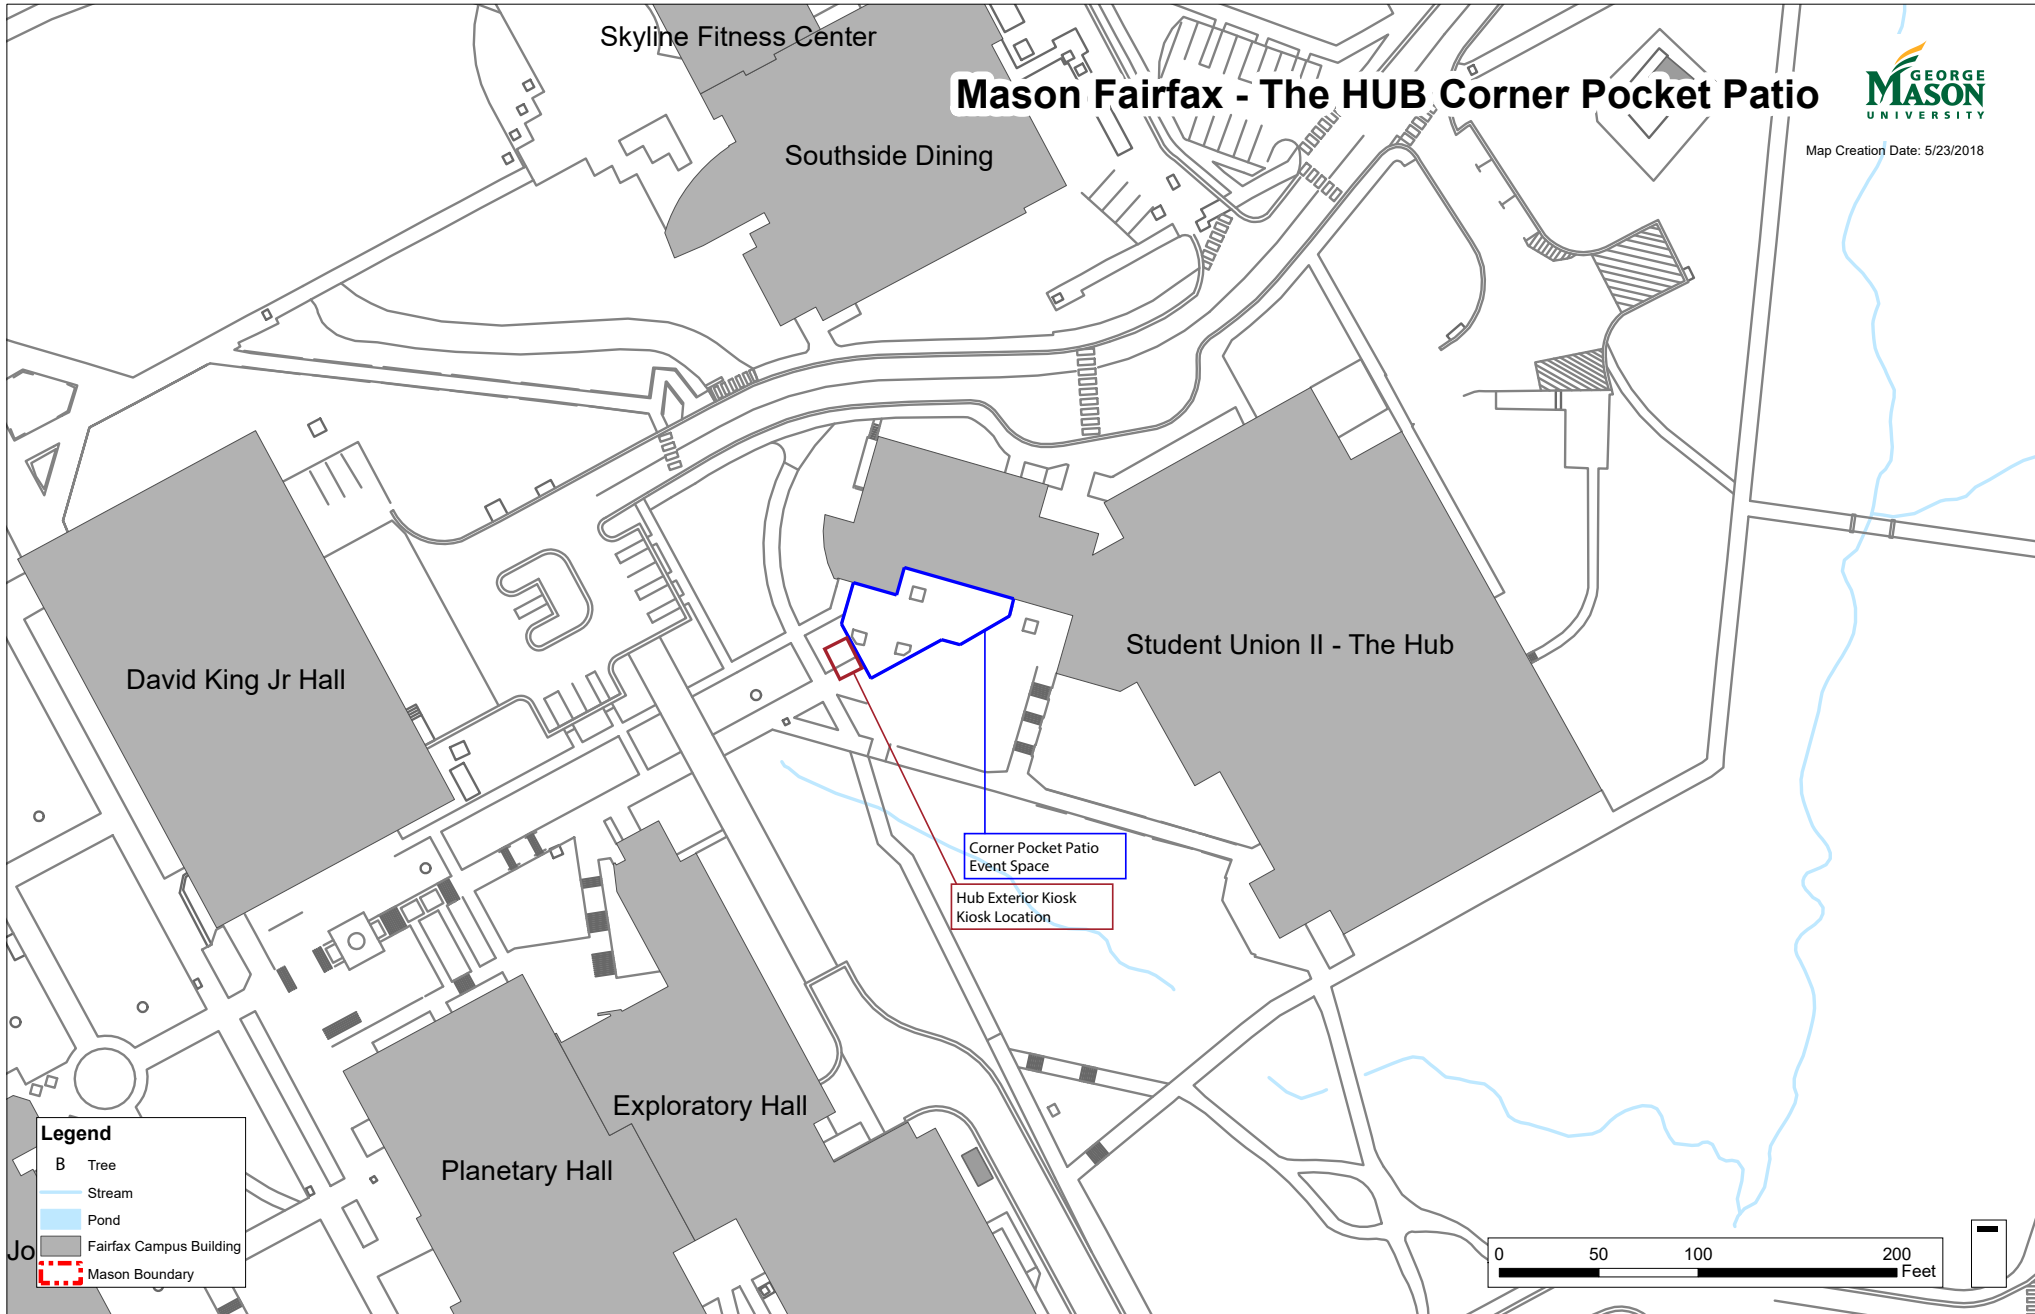 Skyline Fitness Center
Mason Fairfax - The HUB Corner Pocket Patio
GEORGE
MASON
UNIVERSITY
Map Creation Date: 5/23/2018
Southside Dining
Student Union II - The Hub
David King Jr Hall
Corner Pocket Patio
Event Space
Hub Exterior Kiosk
Kiosk Location
Exploratory Hall
Planetary Hall
Jo
Legend
B Tree
Stream
Pond
Fairfax Campus Building
Mason Boundary
0 50 100 200
Feet